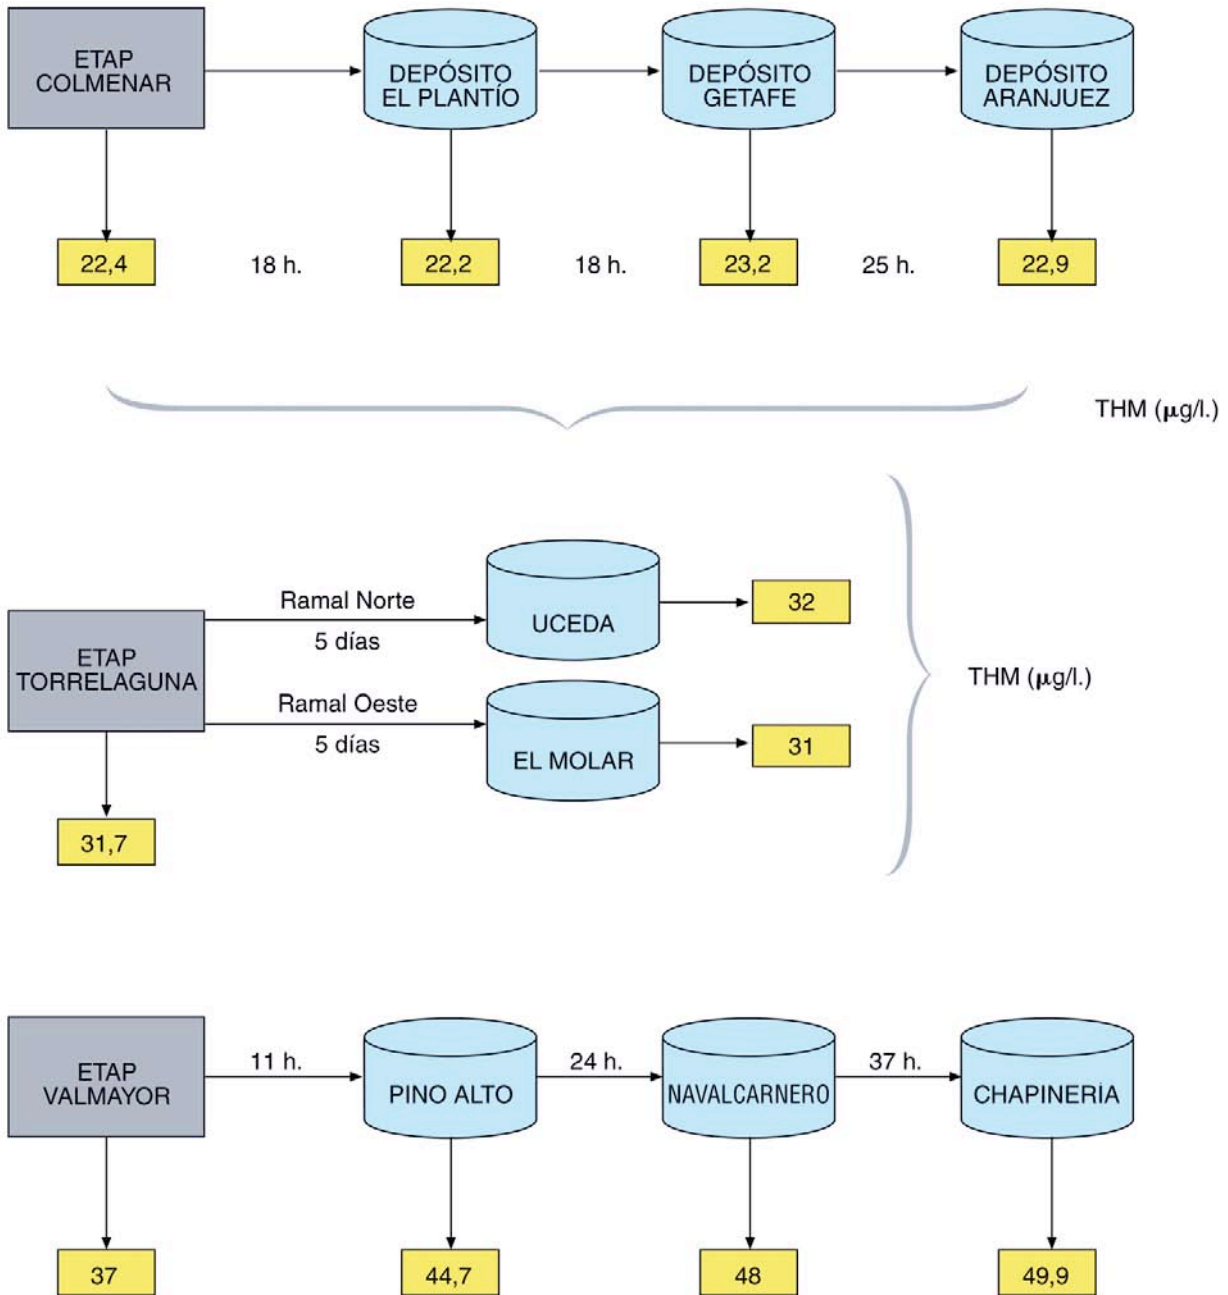 ETAP
COLMENAR
DEPÓSITO
EL PLANTÍO
DEPÓSITO
GETAFE
DEPÓSITO
ARANJUEZ
22,4
18 h.
22,2
18 h.
23,2
25 h.
22,9
THM (µg/l.)
ETAP
TORRELAGUNA
Ramal Norte
5 días
UCEDA
32
Ramal Oeste
5 días
EL MOLAR
31
THM (µg/l.)
31,7
ETAP
VALMAYOR
11 h.
PINO ALTO
24 h.
NAVALCARNERO
37 h.
CHAPINERÍA
37
44,7
48
49,9